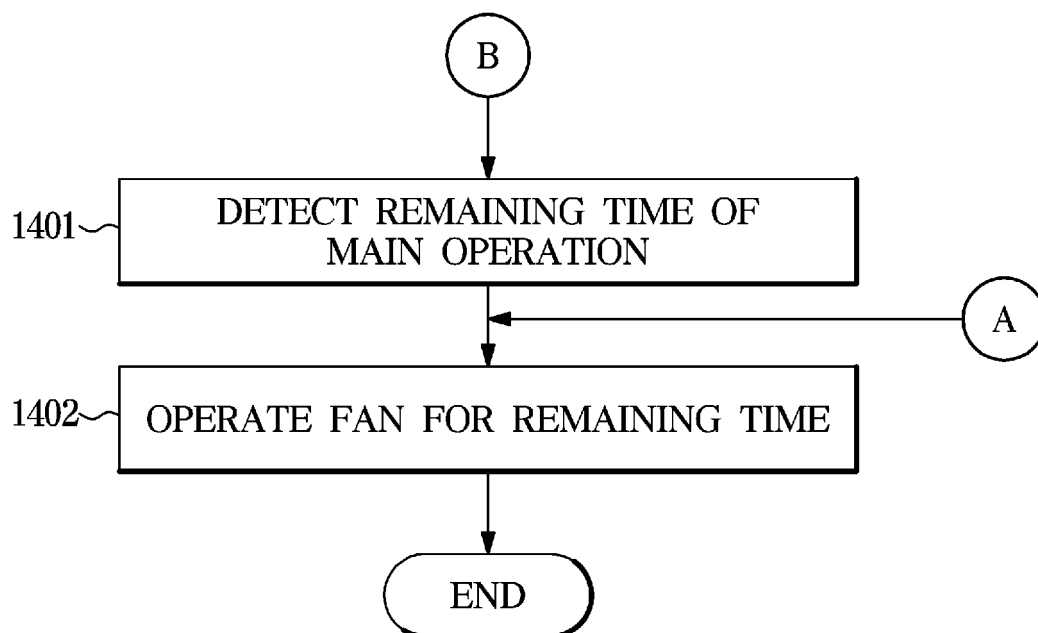 B
1401
DETECT REMAINING TIME OF
MAIN OPERATION
A
1402
OPERATE FAN FOR REMAINING TIME
END